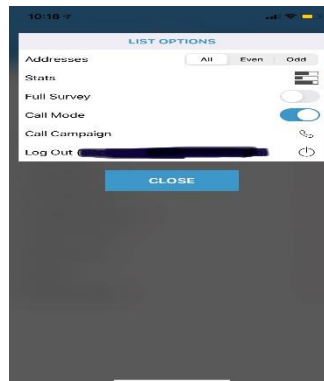 10:18
LIST OPTIONS
Addresses All Even Odd
Stats
Full Survey
Call Mode
Call Campaign
Log Out
CLOSE